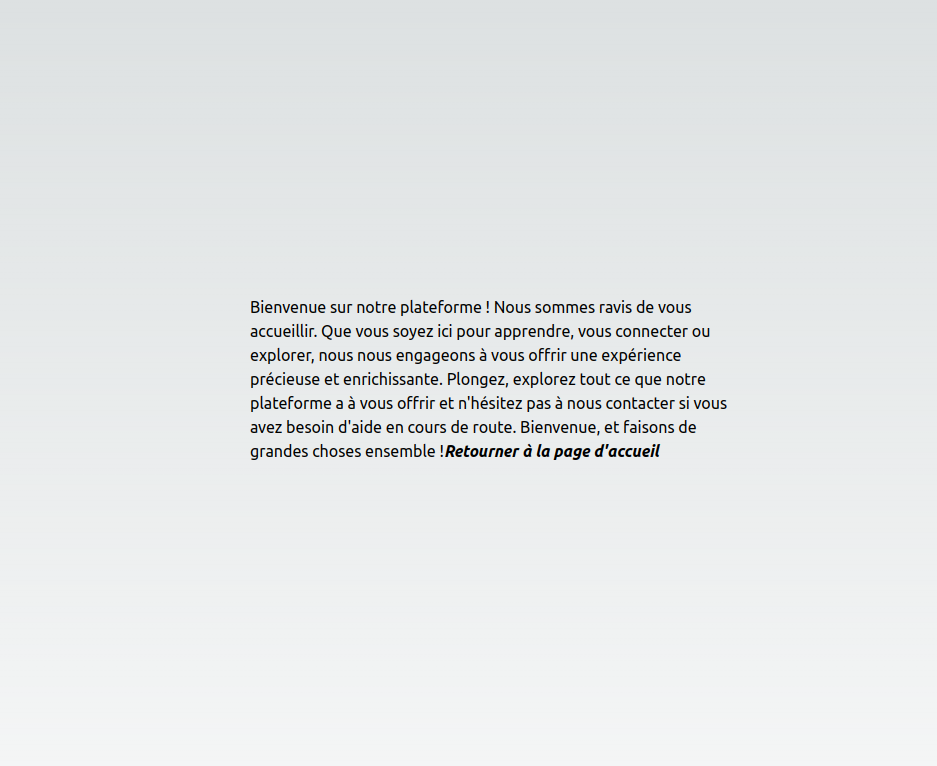 Bienvenue sur notre plateforme ! Nous sommes ravis de vous
accueillir. Que vous soyez ici pour apprendre, vous connecter ou
explorer, nous nous engageons à vous offrir une expérience
précieuse et enrichissante. Plongez, explorez tout ce que notre
plateforme a à vous offrir et n'hésitez pas à nous contacter si vous
avez besoin d'aide en cours de route. Bienvenue, et faisons de
grandes choses ensemble !Retourner à la page d'accueil